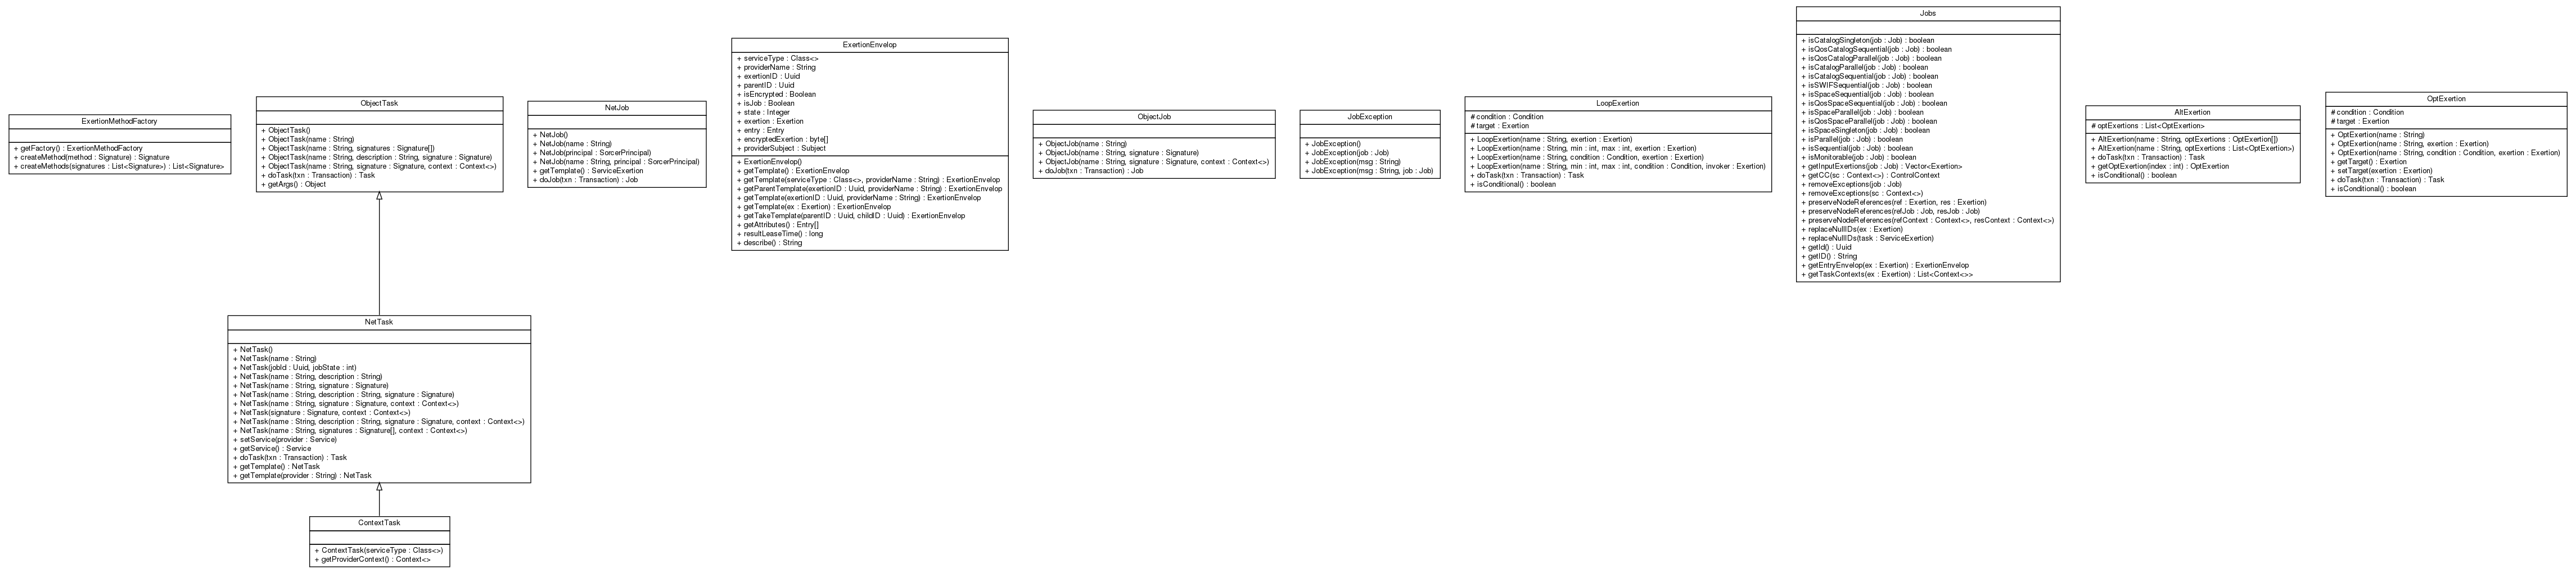 ExertionMethodFactory
+ getFactory() : ExertionMethodFactory
+ createMethod(method : Signature) : Signature
+ createMethods(signatures : List<Signature>) : List<Signature>
ObjectTask
+ ObjectTask()
+ ObjectTask(name : String)
+ ObjectTask(name : String, signatures : Signature[])
+ ObjectTask(name : String, description : String, signature : Signature)
+ ObjectTask(name : String, signature : Signature, context : Context<>)
+ doTask(txn : Transaction) : Task
+ getArgs() : Object
NetJob
+ NetJob()
+ NetJob(name : String)
+ NetJob(principal : SorcerPrincipal)
+ NetJob(name : String, principal : SorcerPrincipal)
+ getTemplate() : ServiceExertion
+ doJob(txn : Transaction) : Job
ExertionEnvelop
+ serviceType : Class<>
+ providerName : String
+ exertionID : Uuid
+ parentID : Uuid
+ isEncrypted : Boolean
+ isJob : Boolean
+ state : Integer
+ exertion : Exertion
+ entry : Entry
+ encryptedExertion : byte[]
+ providerSubject : Subject
+ ExertionEnvelop()
+ getTemplate() : ExertionEnvelop
+ getTemplate(serviceType : Class<>, providerName : String) : ExertionEnvelop
+ getParentTemplate(exertionID : Uuid, providerName : String) : ExertionEnvelop
+ getTemplate(exertionID : Uuid, providerName : String) : ExertionEnvelop
+ getTemplate(ex : Exertion) : ExertionEnvelop
+ getTakeTemplate(parentID : Uuid, childID : Uuid) : ExertionEnvelop
+ getAttributes() : Entry[]
+ resultLeaseTime() : long
+ describe() : String
ObjectJob
+ ObjectJob(name : String)
+ ObjectJob(name : String, signature : Signature)
+ ObjectJob(name : String, signature : Signature, context : Context<>)
+ doJob(txn : Transaction) : Job
JobException
+ JobException()
+ JobException(job : Job)
+ JobException(msg : String)
+ JobException(msg : String, job : Job)
LoopExertion
# condition : Condition
# target : Exertion
+ LoopExertion(name : String, exertion : Exertion)
+ LoopExertion(name : String, min : int, max : int, exertion : Exertion)
+ LoopExertion(name : String, condition : Condition, exertion : Exertion)
+ LoopExertion(name : String, min : int, max : int, condition : Condition, invoker : Exertion)
+ doTask(txn : Transaction) : Task
+ isConditional() : boolean
Jobs
+ isCatalogSingleton(job : Job) : boolean
+ isQosCatalogSequential(job : Job) : boolean
+ isQosCatalogParallel(job : Job) : boolean
+ isCatalogParallel(job : Job) : boolean
+ isCatalogSequential(job : Job) : boolean
+ isSWIFSequential(job : Job) : boolean
+ isSpaceSequential(job : Job) : boolean
+ isQosSpaceSequential(job : Job) : boolean
+ isSpaceParallel(job : Job) : boolean
+ isQosSpaceParallel(job : Job) : boolean
+ isSpaceSingleton(job : Job) : boolean
+ isParallel(job : Job) : boolean
+ isSequential(job : Job) : boolean
+ isMonitorable(job : Job) : boolean
+ getInputExertions(job : Job) : Vector<Exertion>
+ getCC(sc : Context<>) : ControlContext
+ removeExceptions(job : Job)
+ removeExceptions(sc : Context<>)
+ preserveNodeReferences(ref : Exertion, res : Exertion)
+ preserveNodeReferences(refJob : Job, resJob : Job)
+ preserveNodeReferences(refContext : Context<>, resContext : Context<>)
+ replaceNullIDs(ex : Exertion)
+ replaceNullIDs(task : ServiceExertion)
+ getId() : Uuid
+ getID() : String
+ getEntryEnvelop(ex : Exertion) : ExertionEnvelop
+ getTaskContexts(ex : Exertion) : List<Context<>>
AltExertion
# optExertions : List<OptExertion>
+ AltExertion(name : String, optExertions : OptExertion[])
+ AltExertion(name : String, optExertions : List<OptExertion>)
+ doTask(txn : Transaction) : Task
+ getOptExertion(index : int) : OptExertion
+ isConditional() : boolean
OptExertion
# condition : Condition
# target : Exertion
+ OptExertion(name : String)
+ OptExertion(name : String, exertion : Exertion)
+ OptExertion(name : String, condition : Condition, exertion : Exertion)
+ getTarget() : Exertion
+ setTarget(exertion : Exertion)
+ doTask(txn : Transaction) : Task
+ isConditional() : boolean
NetTask
+ NetTask()
+ NetTask(name : String)
+ NetTask(jobId : Uuid, jobState : int)
+ NetTask(name : String, description : String)
+ NetTask(name : String, signature : Signature)
+ NetTask(name : String, description : String, signature : Signature)
+ NetTask(name : String, signature : Signature, context : Context<>)
+ NetTask(signature : Signature, context : Context<>)
+ NetTask(name : String, description : String, signature : Signature, context : Context<>)
+ NetTask(name : String, signatures : Signature[], context : Context<>)
+ setService(provider : Service)
+ getService() : Service
+ doTask(txn : Transaction) : Task
+ getTemplate() : NetTask
+ getTemplate(provider : String) : NetTask
ContextTask
+ ContextTask(serviceType : Class<>)
+ getProviderContext() : Context<>